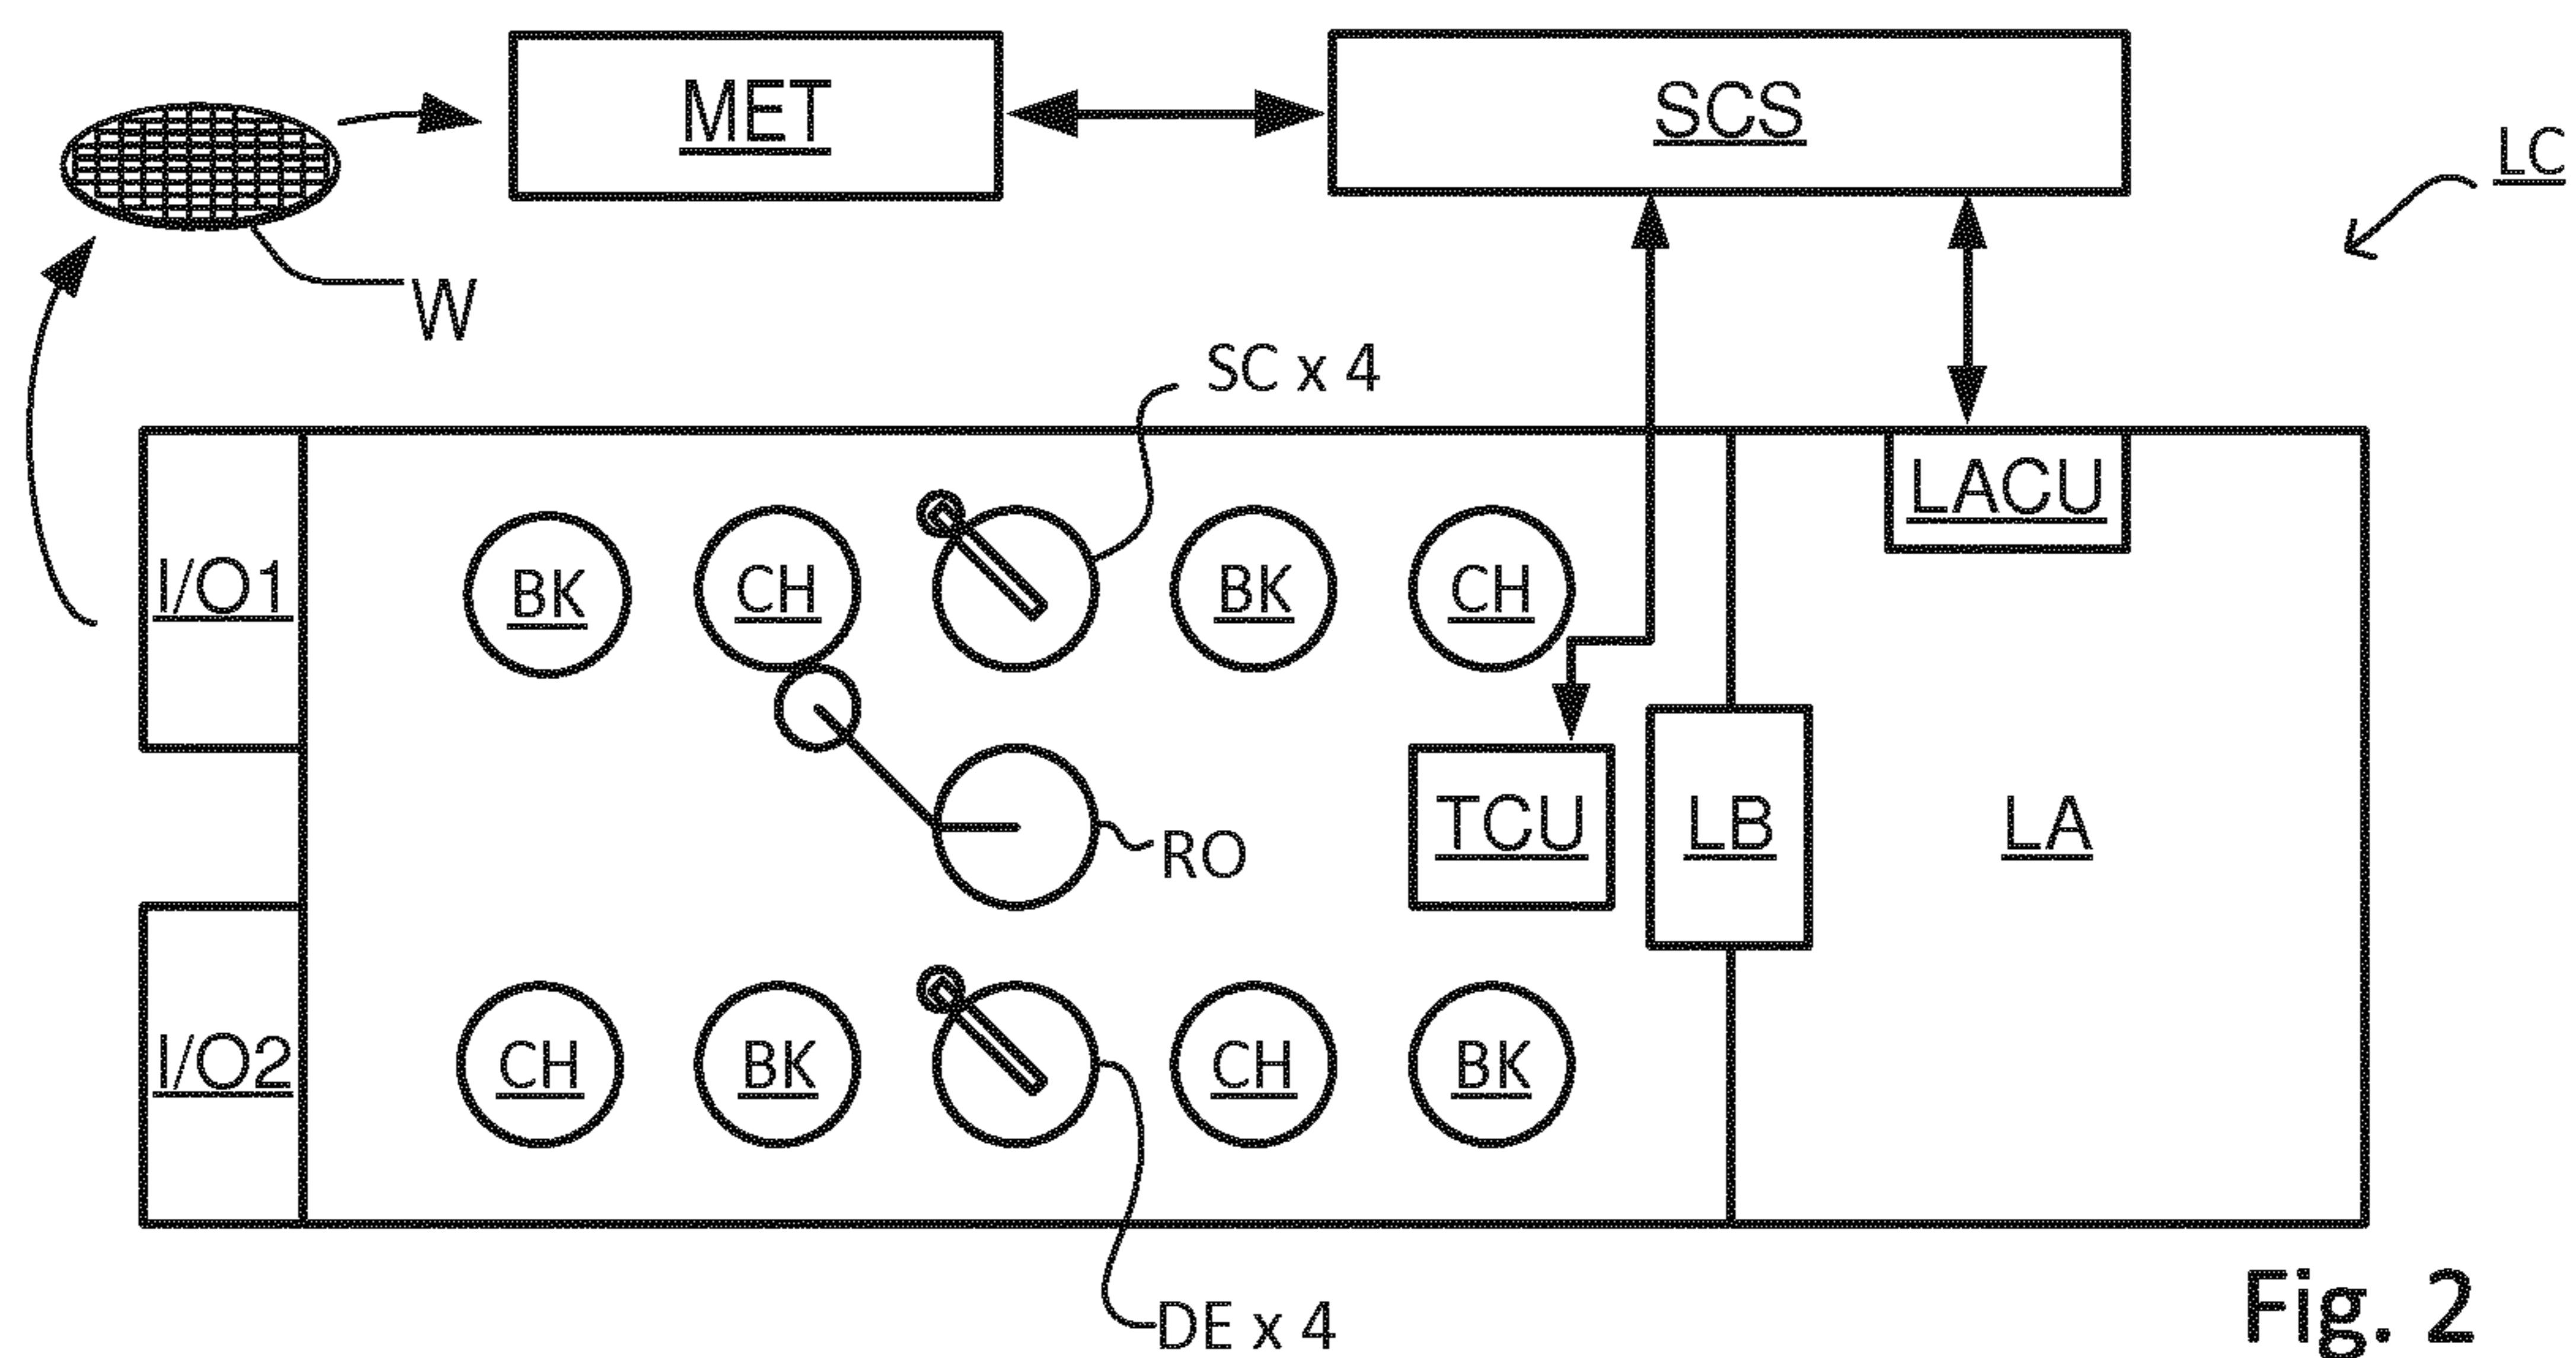 MET
SCS
LC
W
SC x 4
LACU
I/O1
BK
CH
BK
CH
TCU
LB
LA
RO
I/O2
CH
BK
CH
BK
DE x 4
Fig. 2